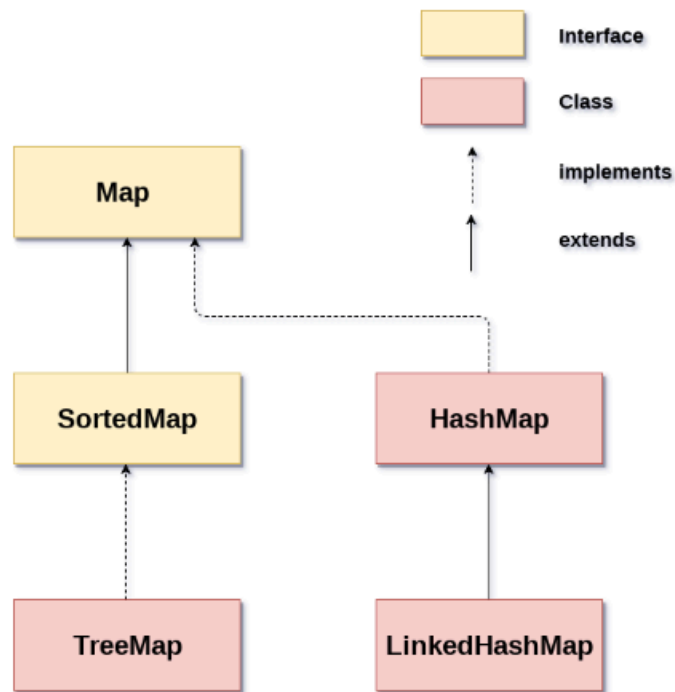 Interface
Class
implements
extends
Map
SortedMap
HashMap
TreeMap
LinkedHashMap